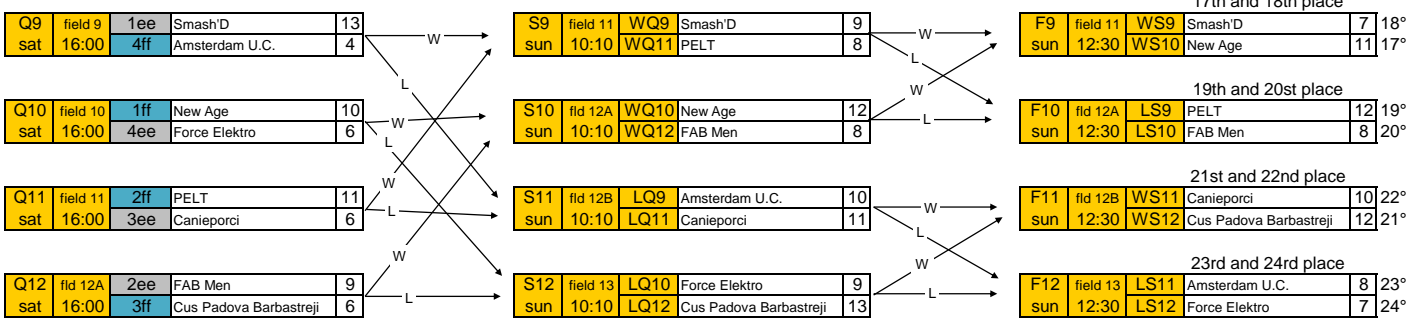 17th and 18th place
Q9 field 9 1ee Smash'D 13
sat 16:00 4ff Amsterdam U.C. 4
W
L
S9 field 11 WQ9 Smash'D 9
sun 10:10 WQ11 PELT 8
W
L
F9 field 11 WS9 Smash'D 7 18°
sun 12:30 WS10 New Age 11 17°
19th and 20st place
Q10 field 10 1ff New Age 10
sat 16:00 4ee Force Elektro 6
W
L
S10 fld 12A WQ10 New Age 12
sun 10:10 WQ12 FAB Men 8
W
L
F10 fld 12A LS9 PELT 12 19°
sun 12:30 LS10 FAB Men 8 20°
21st and 22nd place
Q11 field 11 2ff PELT 11
sat 16:00 3ee Canieporci 6
W
L
S11 fld 12B LQ9 Amsterdam U.C. 10
sun 10:10 LQ11 Canieporci 11
W
L
F11 fld 12B WS11 Canieporci 10 22°
sun 12:30 WS12 Cus Padova Barbastreji 12 21°
23rd and 24rd place
Q12 fld 12A 2ee FAB Men 9
sat 16:00 3ff Cus Padova Barbastreji 6
W
L
S12 field 13 LQ10 Force Elektro 9
sun 10:10 LQ12 Cus Padova Barbastreji 13
W
L
F12 field 13 LS11 Amsterdam U.C. 8 23°
sun 12:30 LS12 Force Elektro 7 24°